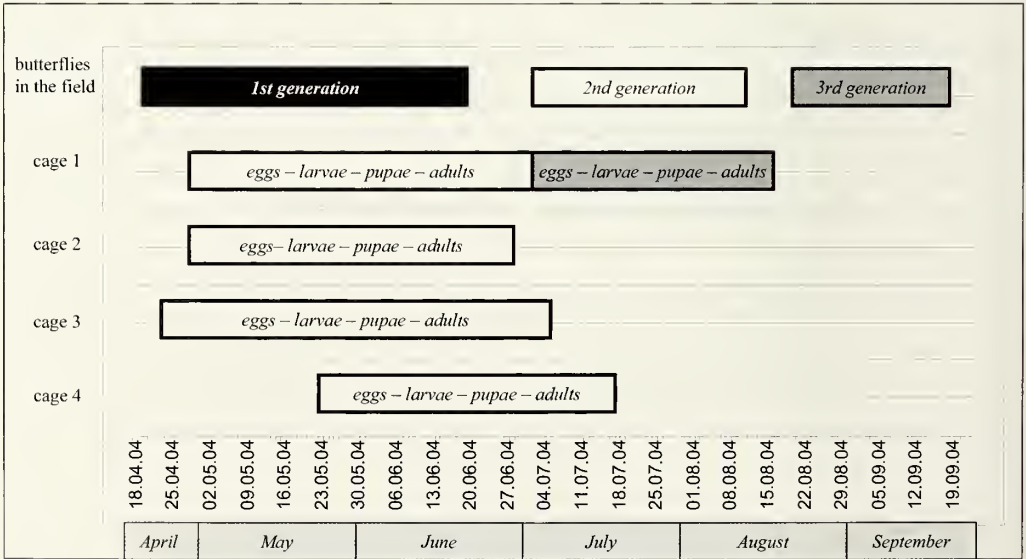 butterflies
in the field
1st generation
2nd generation
3rd generation
cage 1
eggs – larvae – pupae – adults
eggs – larvae – pupae – adults
cage 2
eggs– larvae – pupae – adults
cage 3
eggs – larvae – pupae – adults
cage 4
eggs – larvae – pupae – adults
18.04.04
25.04.04
02.05.04
09.05.04
16.05.04
23.05.04
30.05.04
06.06.04
13.06.04
20.06.04
27.06.04
04.07.04
11.07.04
18.07.04
25.07.04
01.08.04
08.08.04
15.08.04
22.08.04
29.08.04
05.09.04
12.09.04
19.09.04
April
May
June
July
August
September